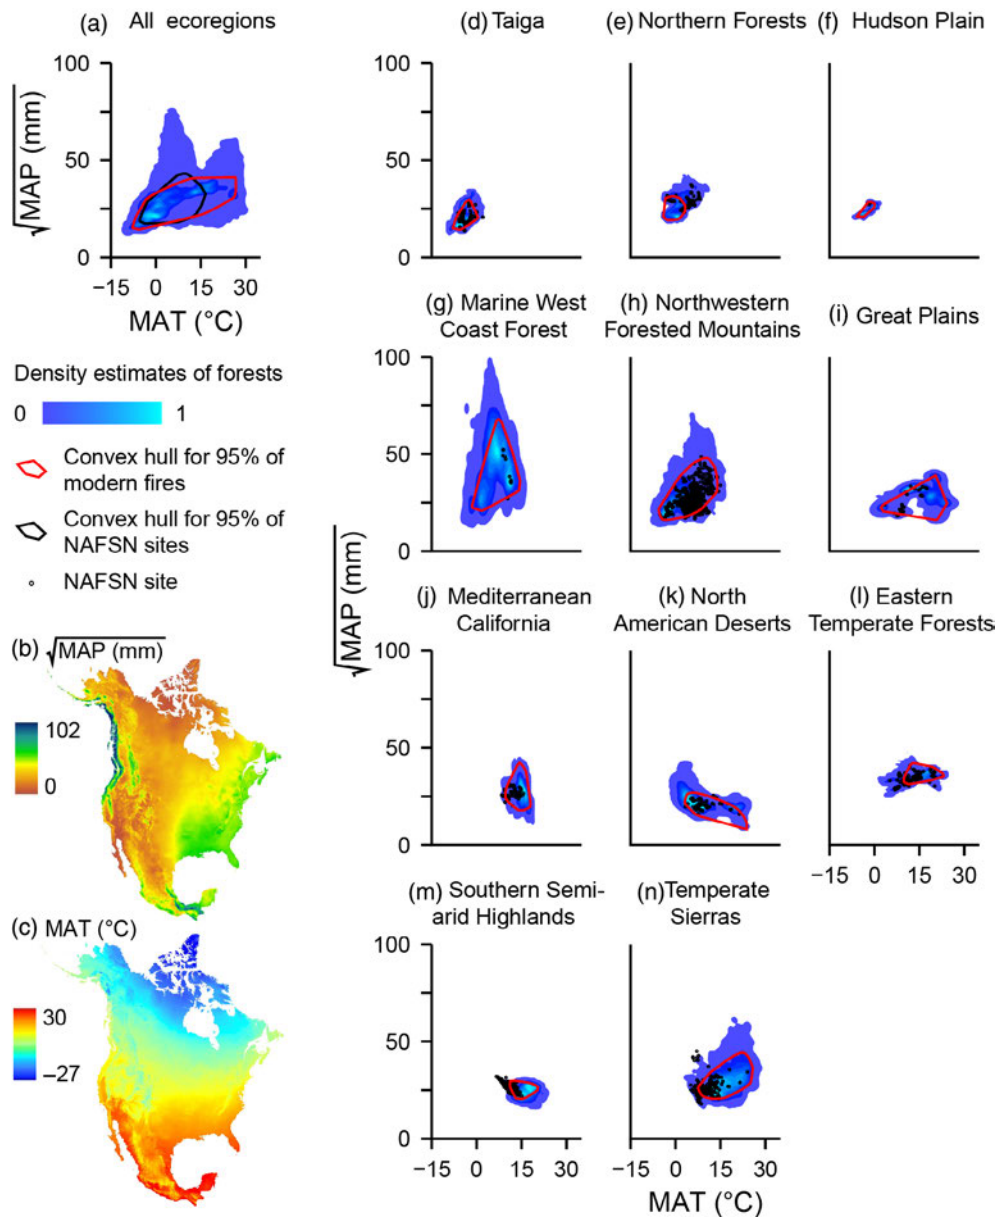 (a) All ecoregions
(d) Taiga
(e) Northern Forests
(f) Hudson Plain
√MAP (mm)
100
50
0
100
50
0
−15 0 15 30
MAT (°C)
(g) Marine West
Coast Forest
(h) Northwestern
Forested Mountains
(i) Great Plains
Density estimates of forests
0 1
Convex hull for 95% of
modern fires
Convex hull for 95% of
NAFSN sites
NAFSN site
100
50
0
√MAP (mm)
(j) Mediterranean
California
(k) North
American Deserts
(l) Eastern
Temperate Forests
100
50
0
−15 0 15 30
(b) √MAP (mm)
102
0
(c) MAT (°C)
30
−27
(m) Southern Semi-
arid Highlands
(n) Temperate
Sierras
100
50
0
−15 0 15 30
−15 0 15 30
MAT (°C)